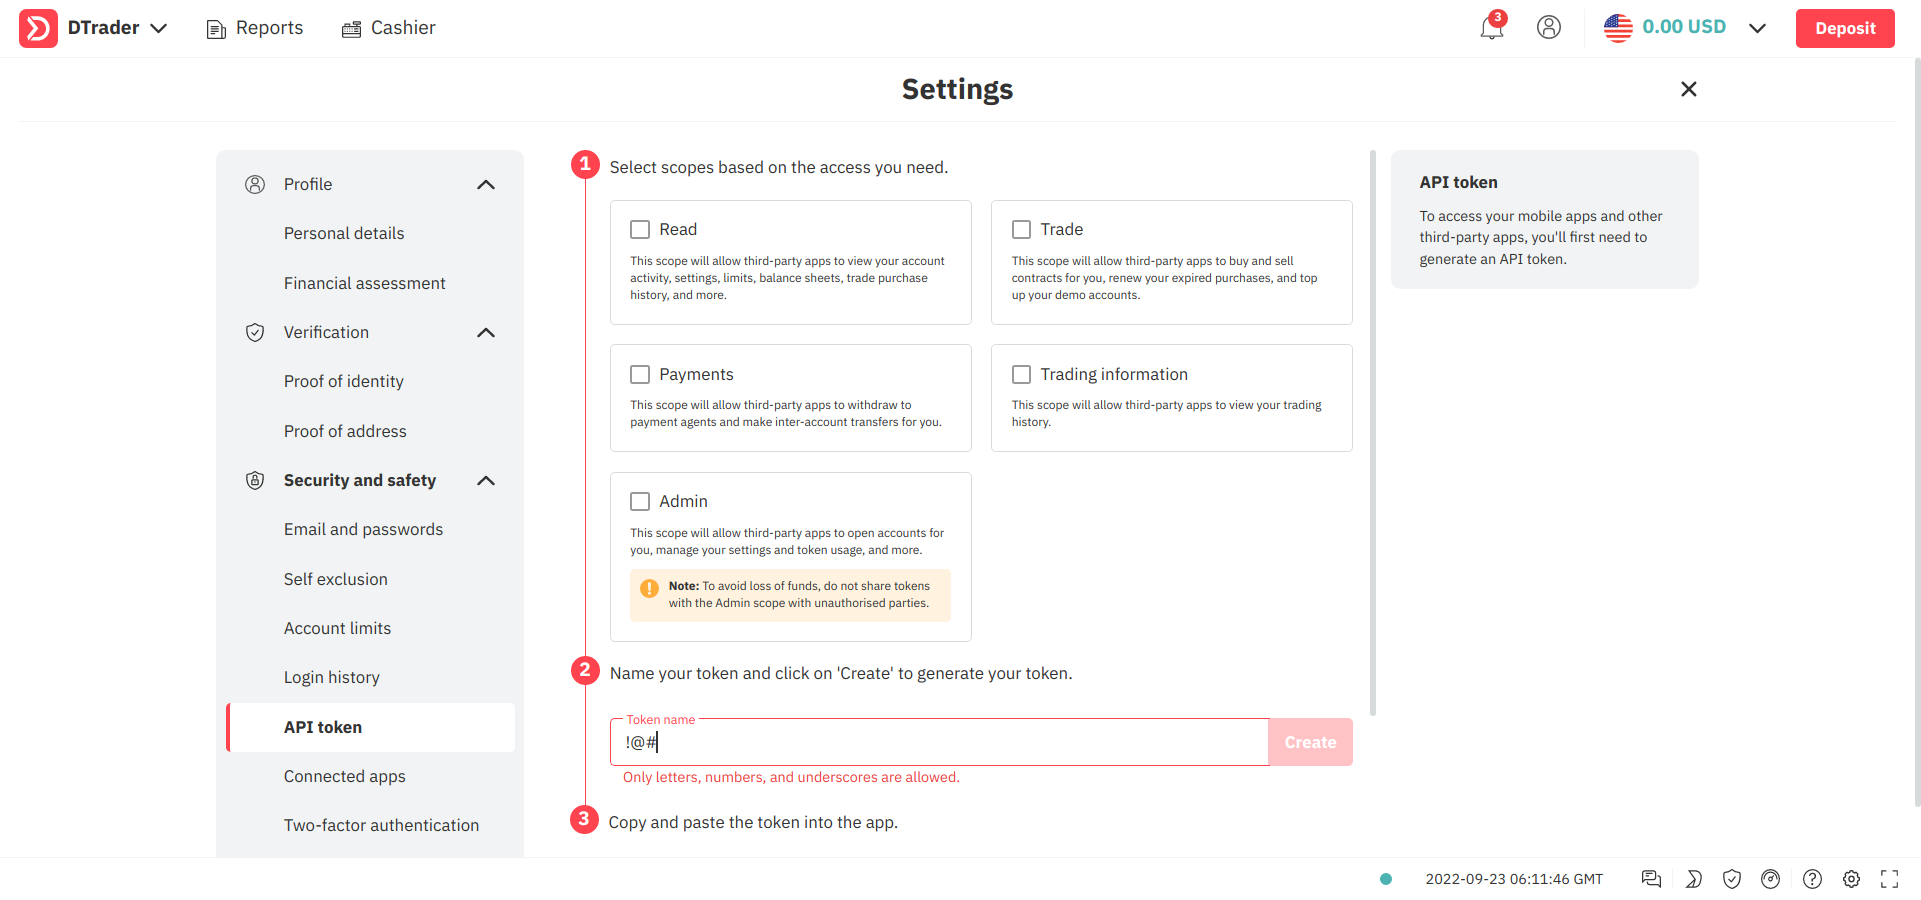 DTrader
Reports
Cashier
3
0.00 USD
Deposit
Settings
Profile
Personal details
Financial assessment
Verification
Proof of identity
Proof of address
Security and safety
Email and passwords
Self exclusion
Account limits
Login history
API token
Connected apps
Two-factor authentication
1
Select scopes based on the access you need.
Read
This scope will allow third-party apps to view your account
activity, settings, limits, balance sheets, trade purchase
history, and more.
Trade
This scope will allow third-party apps to buy and sell
contracts for you, renew your expired purchases, and top
up your demo accounts.
Payments
This scope will allow third-party apps to withdraw to
payment agents and make inter-account transfers for you.
Trading information
This scope will allow third-party apps to view your trading
history.
Admin
This scope will allow third-party apps to open accounts for
you, manage your settings and token usage, and more.
Note: To avoid loss of funds, do not share tokens
with the Admin scope with unauthorised parties.
2
Name your token and click on 'Create' to generate your token.
Token name
!@#
Create
Only letters, numbers, and underscores are allowed.
3
Copy and paste the token into the app.
API token
To access your mobile apps and other
third-party apps, you'll first need to
generate an API token.
2022-09-23 06:11:46 GMT